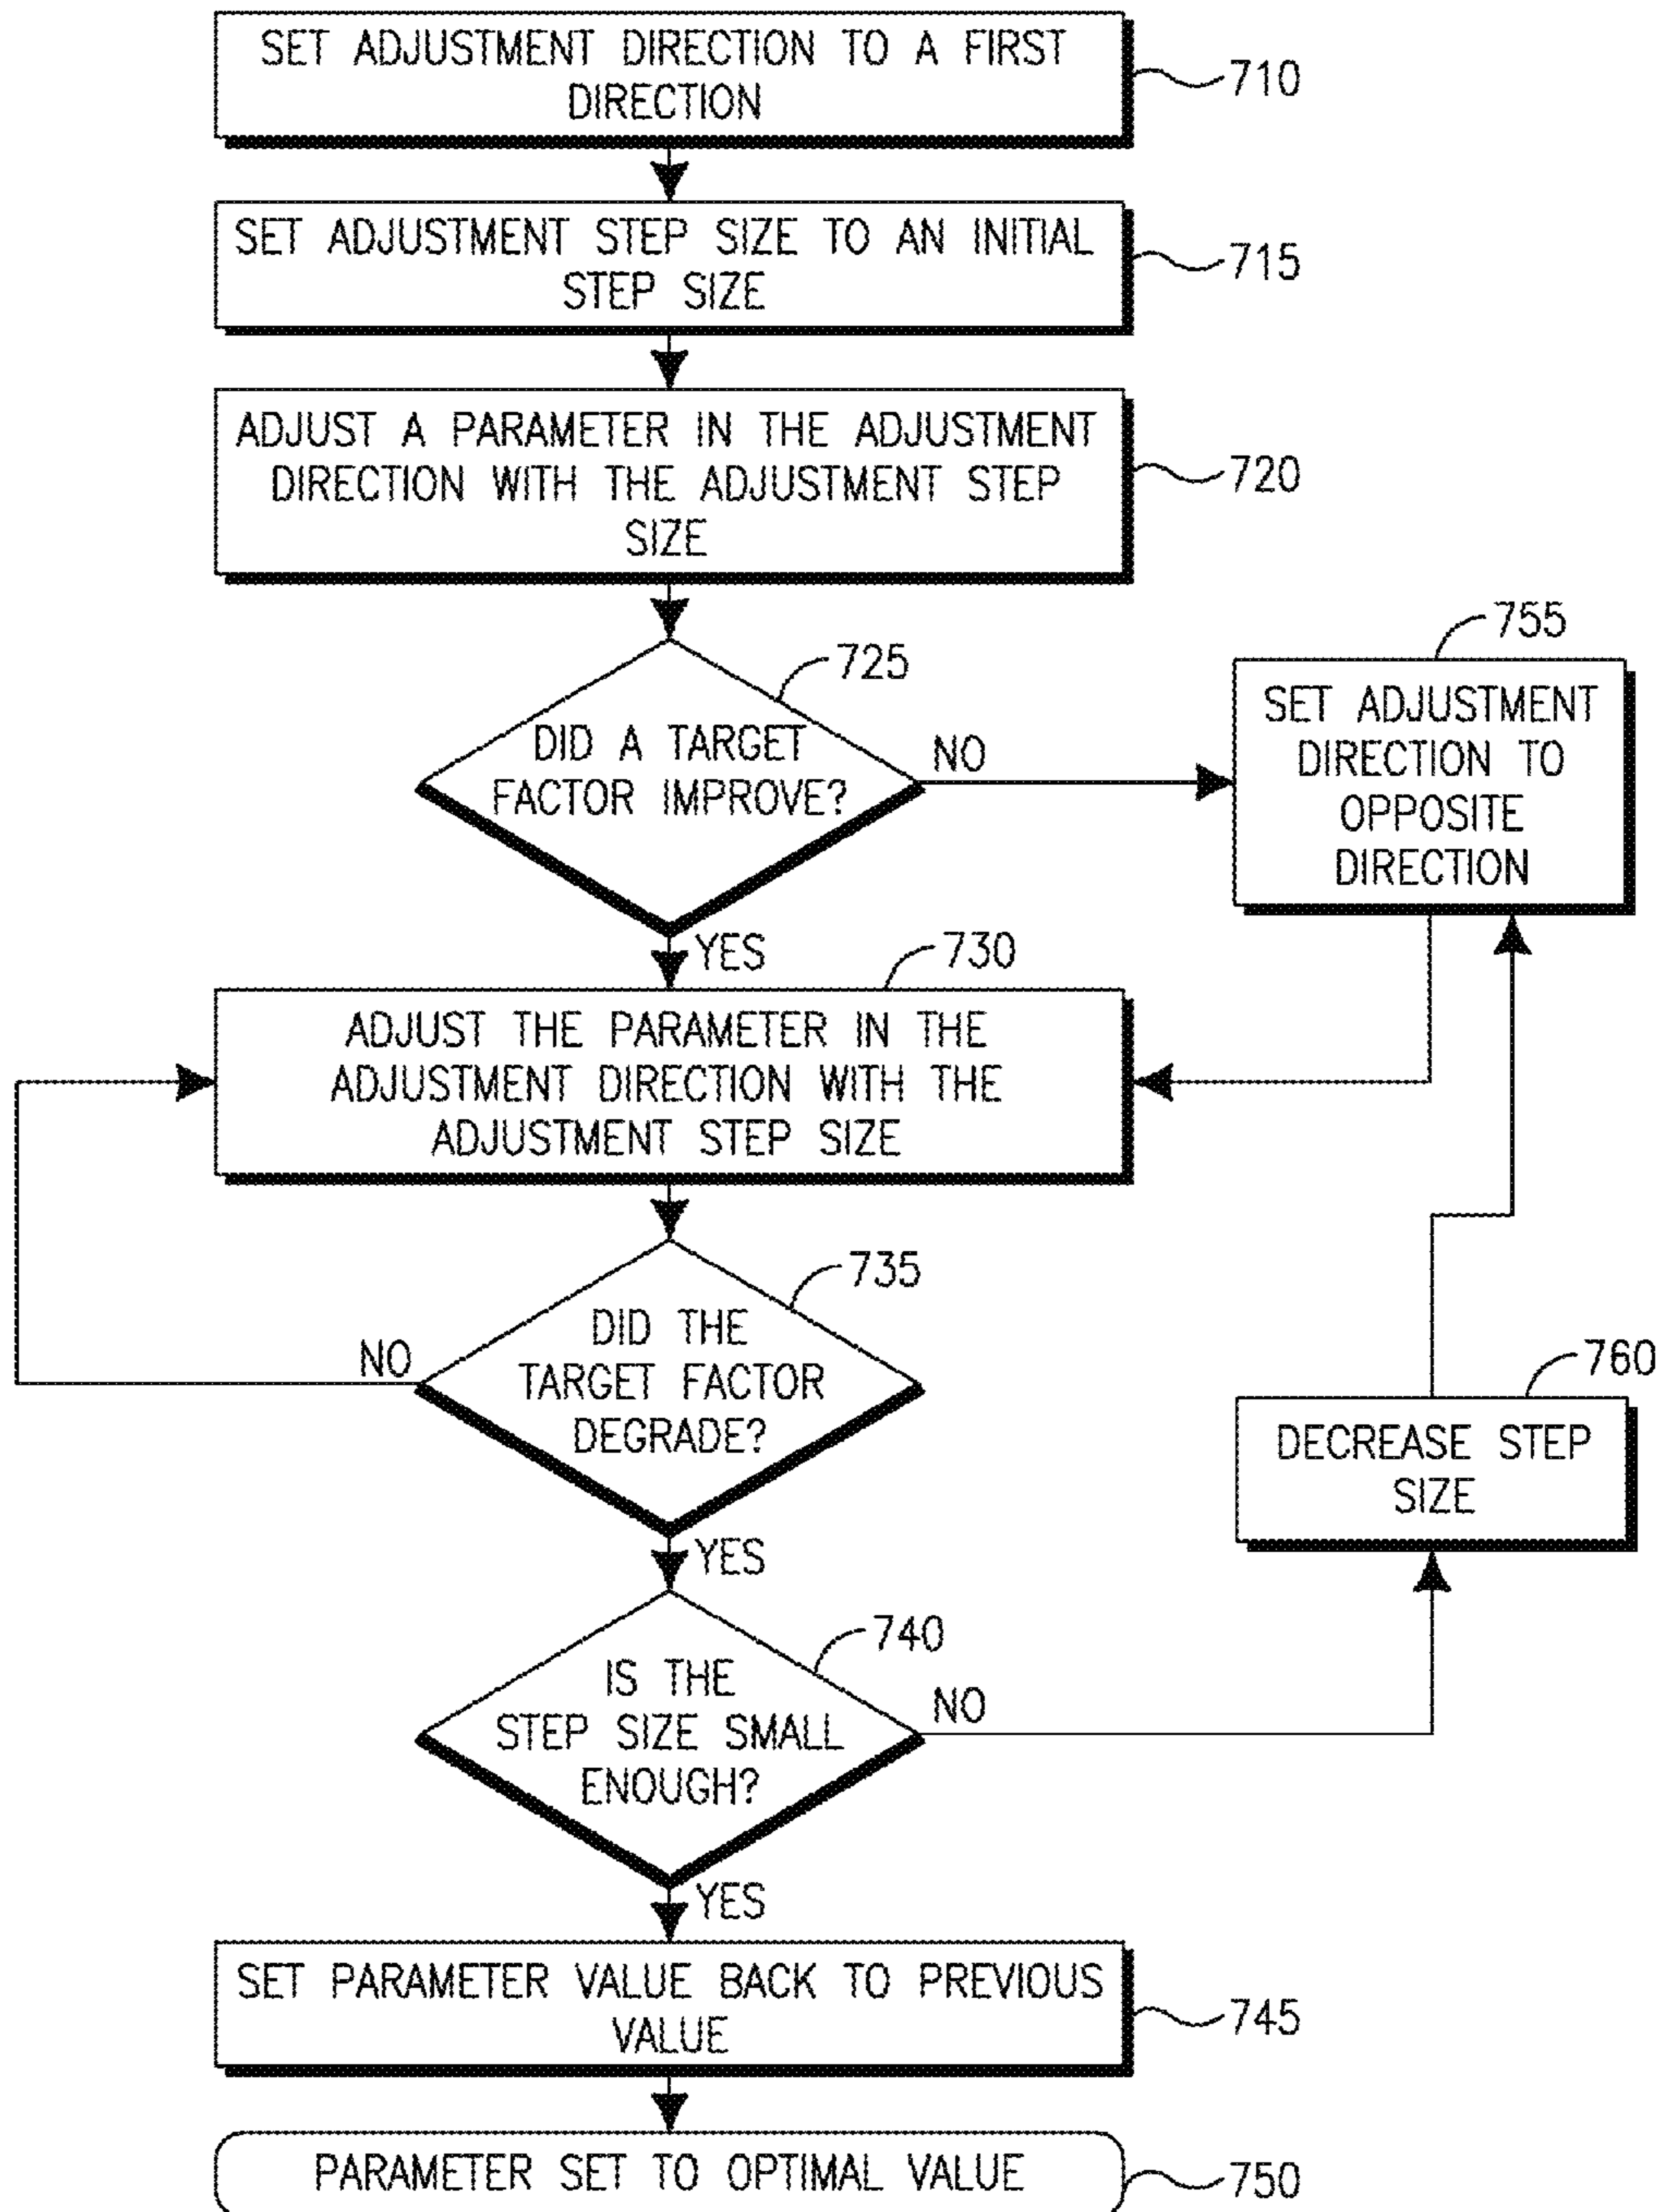 SET ADJUSTMENT DIRECTION TO A FIRST
DIRECTION
710
SET ADJUSTMENT STEP SIZE TO AN INITIAL
STEP SIZE
715
ADJUST A PARAMETER IN THE ADJUSTMENT
DIRECTION WITH THE ADJUSTMENT STEP
SIZE
720
725
DID A TARGET
FACTOR IMPROVE?
NO
755
SET ADJUSTMENT
DIRECTION TO
OPPOSITE
DIRECTION
YES
730
ADJUST THE PARAMETER IN THE
ADJUSTMENT DIRECTION WITH THE
ADJUSTMENT STEP SIZE
735
DID THE
TARGET FACTOR
DEGRADE?
NO
760
DECREASE STEP
SIZE
YES
740
IS THE
STEP SIZE SMALL
ENOUGH?
NO
YES
SET PARAMETER VALUE BACK TO PREVIOUS
VALUE
745
PARAMETER SET TO OPTIMAL VALUE
750